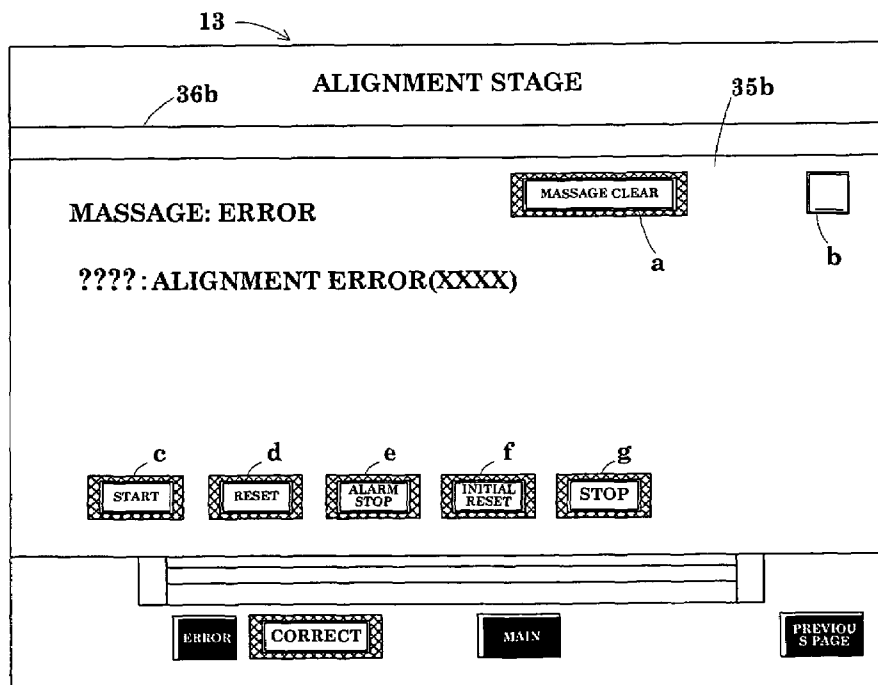 13
ALIGNMENT STAGE
36b
35b
MASSAGE CLEAR
MASSAGE: ERROR
a
b
????:ALIGNMENT ERROR(XXXX)
c
d
e
f
g
START
RESET
ALARM
STOP
INITIAL
RESET
STOP
ERROR
CORRECT
MAIN
PREVIOU
S PAGE